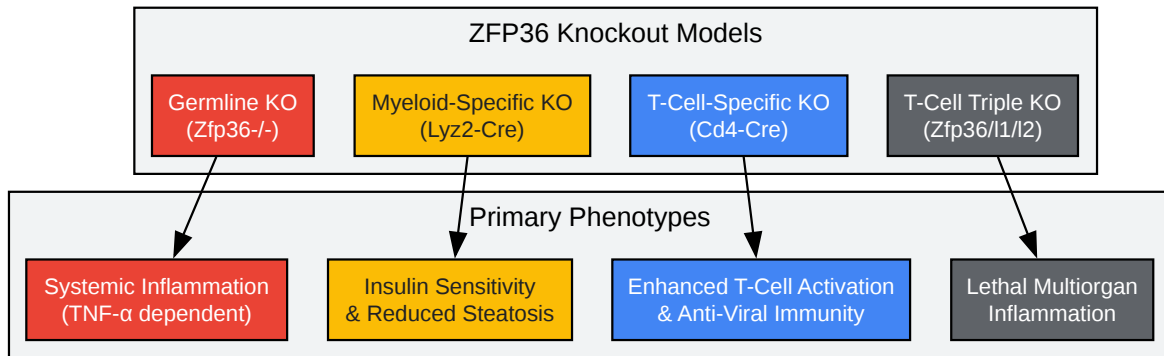 ZFP36 Knockout Models
Germline KO
(Zfp36-/-)
Myeloid-Specific KO
(Lyz2-Cre)
T-Cell-Specific KO
(Cd4-Cre)
T-Cell Triple KO
(Zfp36/l1/l2)
Primary Phenotypes
Systemic Inflammation
(TNF-α dependent)
Insulin Sensitivity
& Reduced Steatosis
Enhanced T-Cell Activation
& Anti-Viral Immunity
Lethal Multiorgan
Inflammation